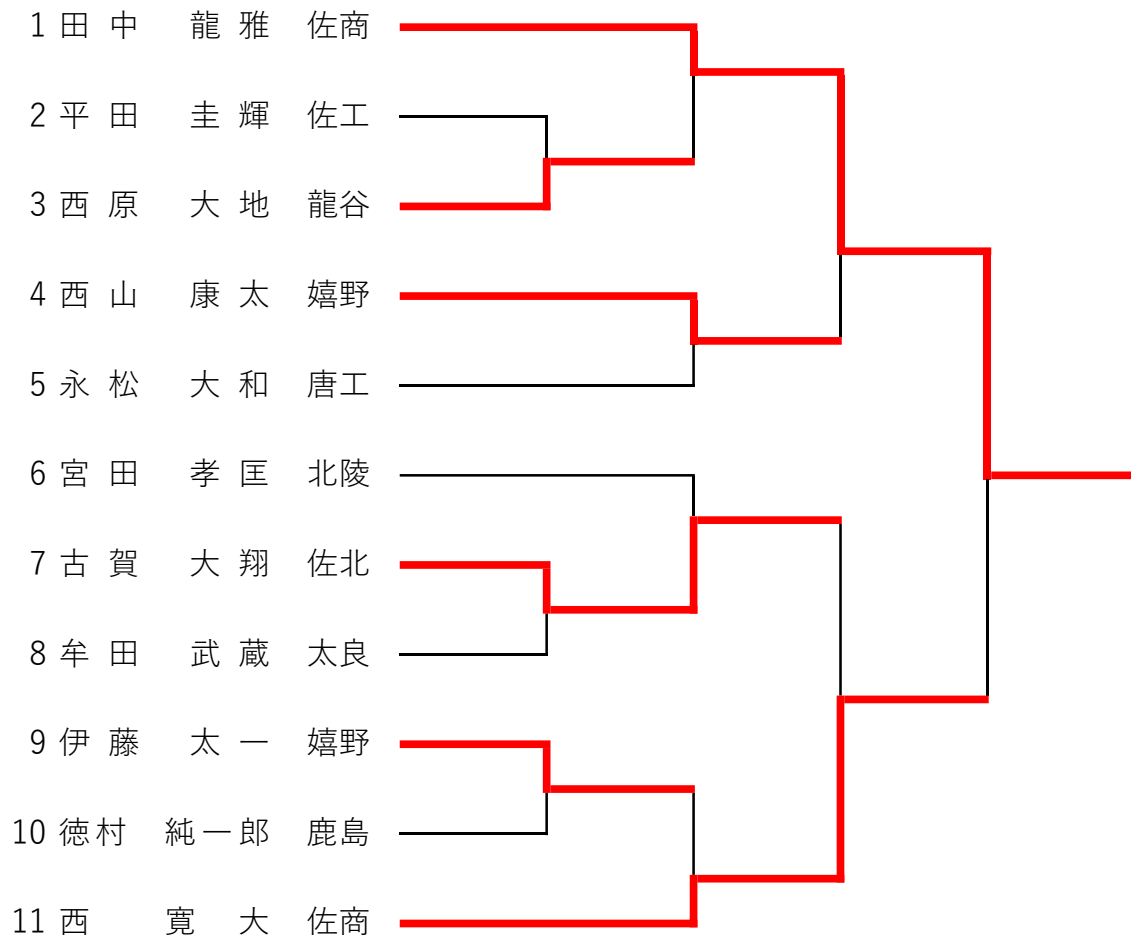 1 田中 龍雅 佐商
2 平田 圭輝 佐工
3 西原 大地 龍谷
4 西山 康太 嬉野
5 永松 大和 唐工
6 宮田 孝匡 北陵
7 古賀 大翔 佐北
8 牟田 武蔵 太良
9 伊藤 太一 嬉野
10 徳村 純一郎 鹿島
11 西 寛大 佐商